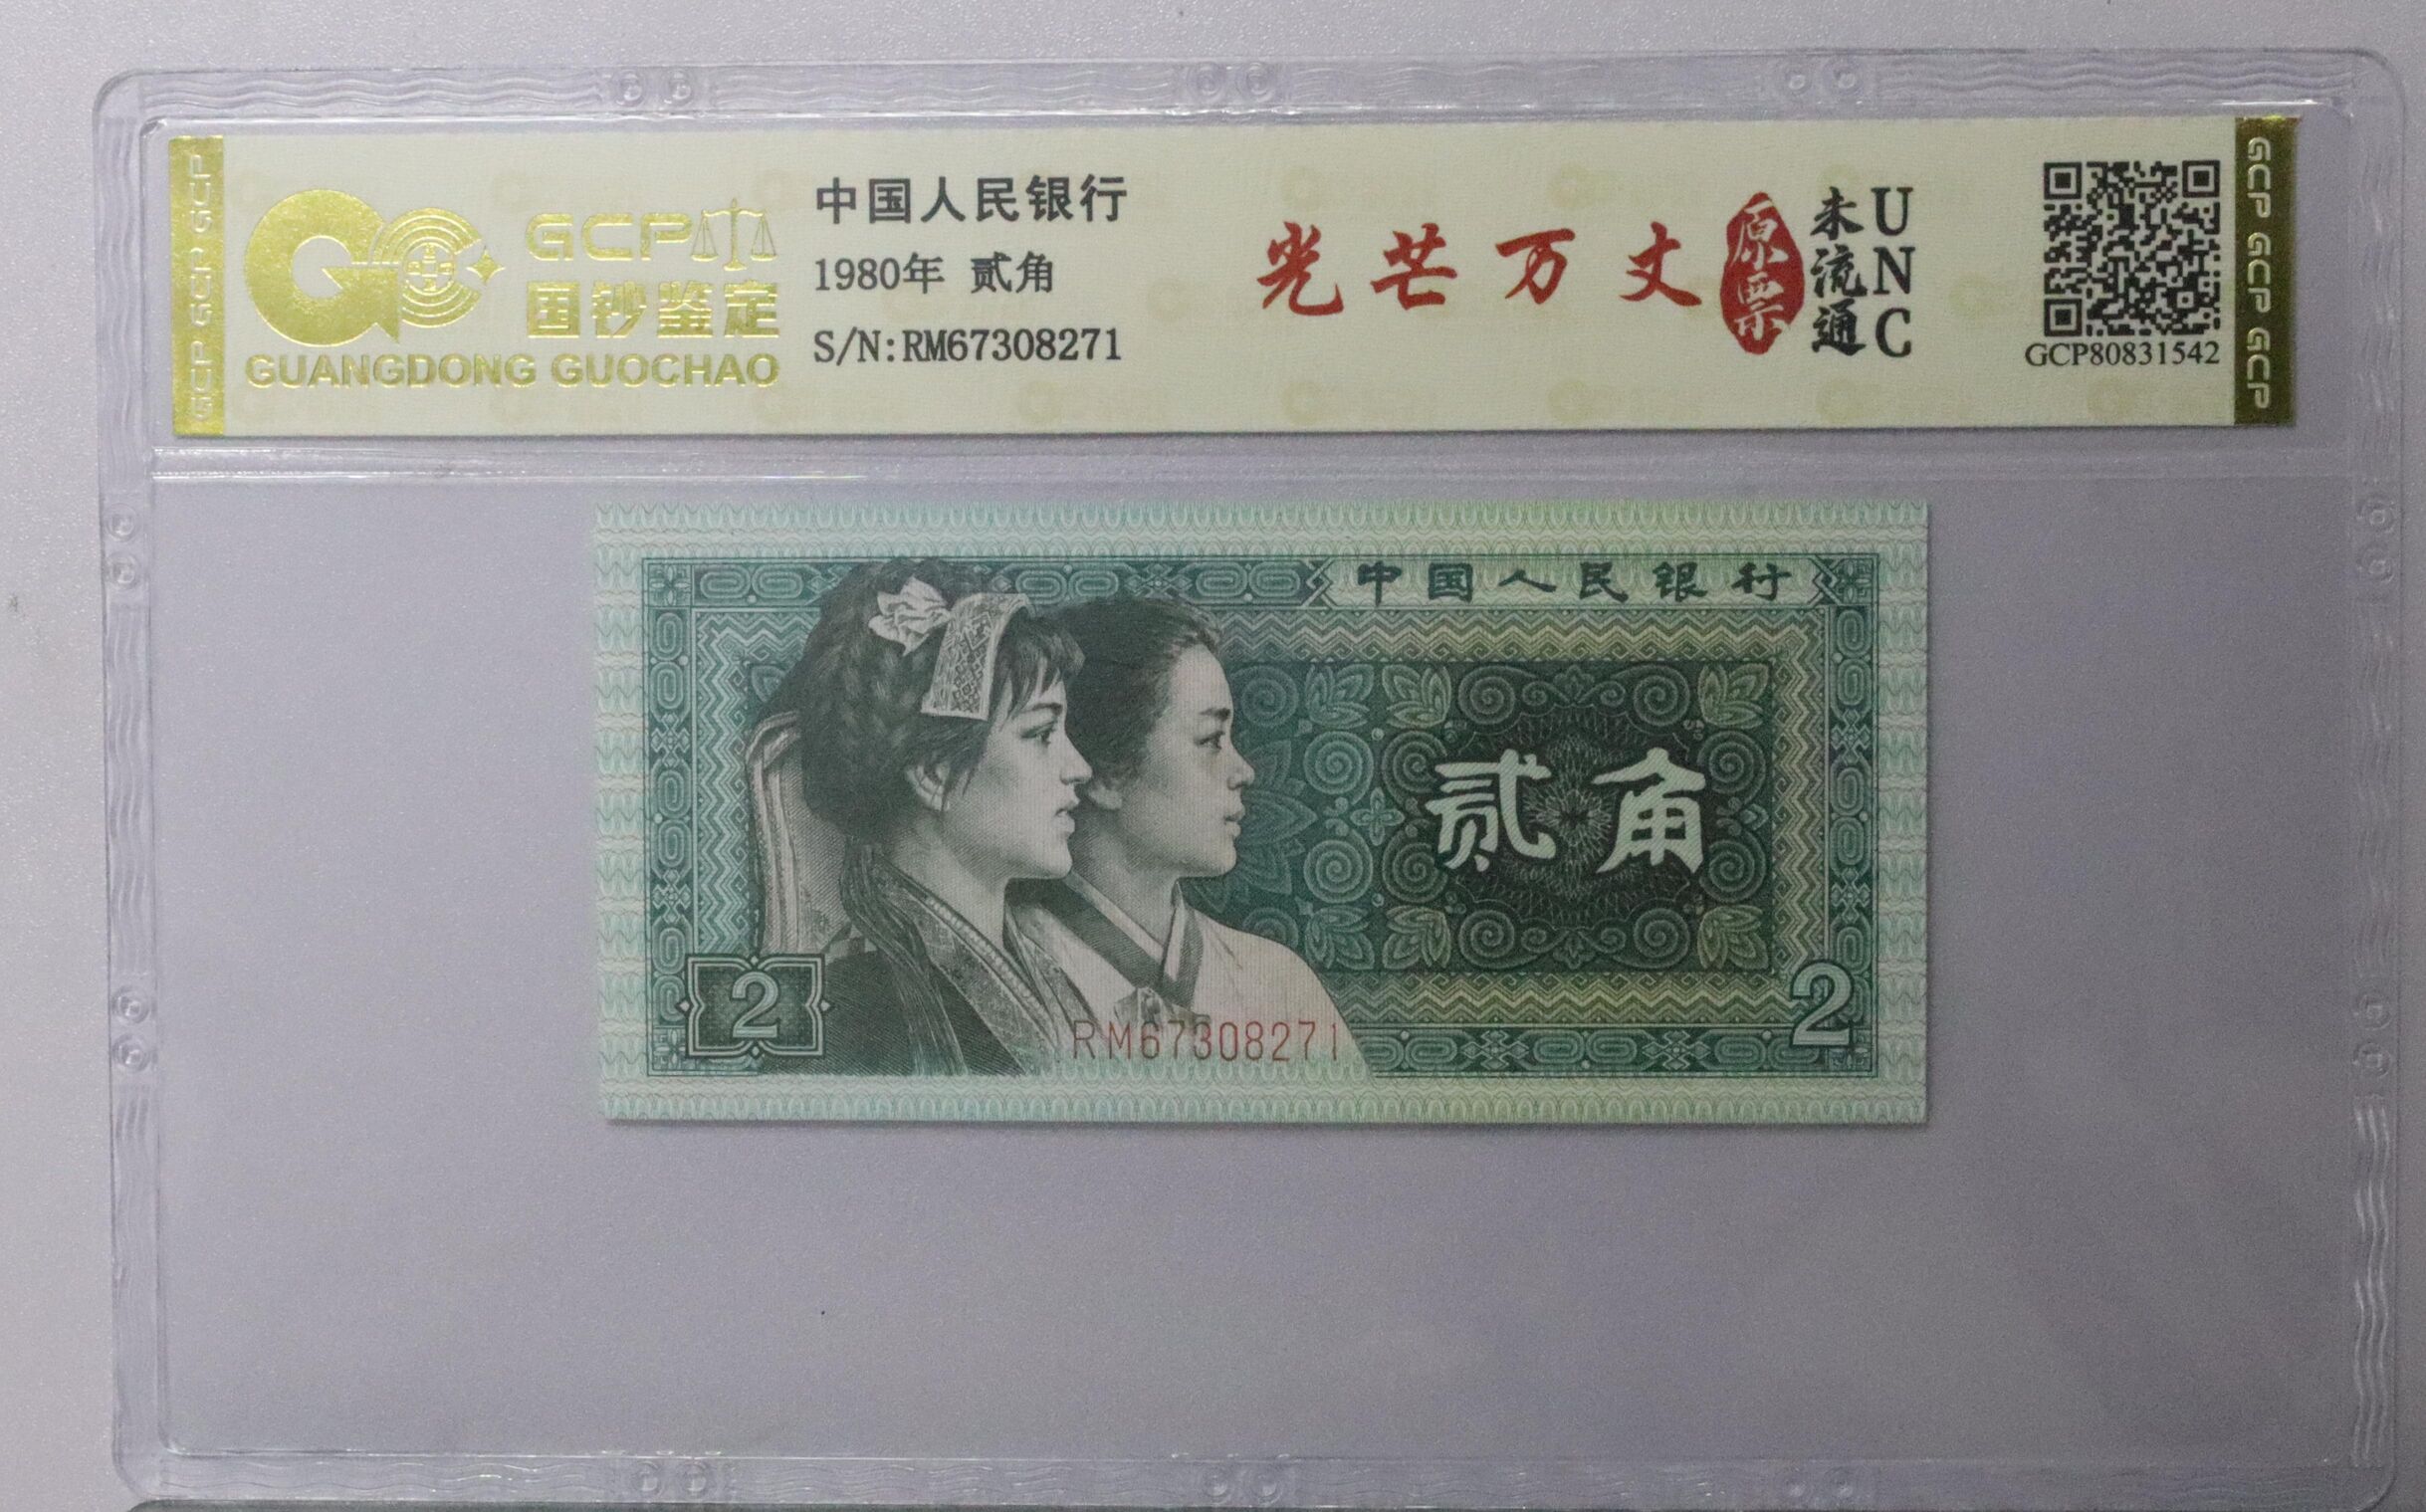 GCP GCP GCP
GCP
国钞鉴定
GUANGDONG GUOCHAO
中国人民银行
1980年 贰角
S/N:RM67308271
光芒万丈
原票
未流通
UNC
GCP80831542
GCP GCP GCP
中国人民银行
贰角
2
RM67308271
2